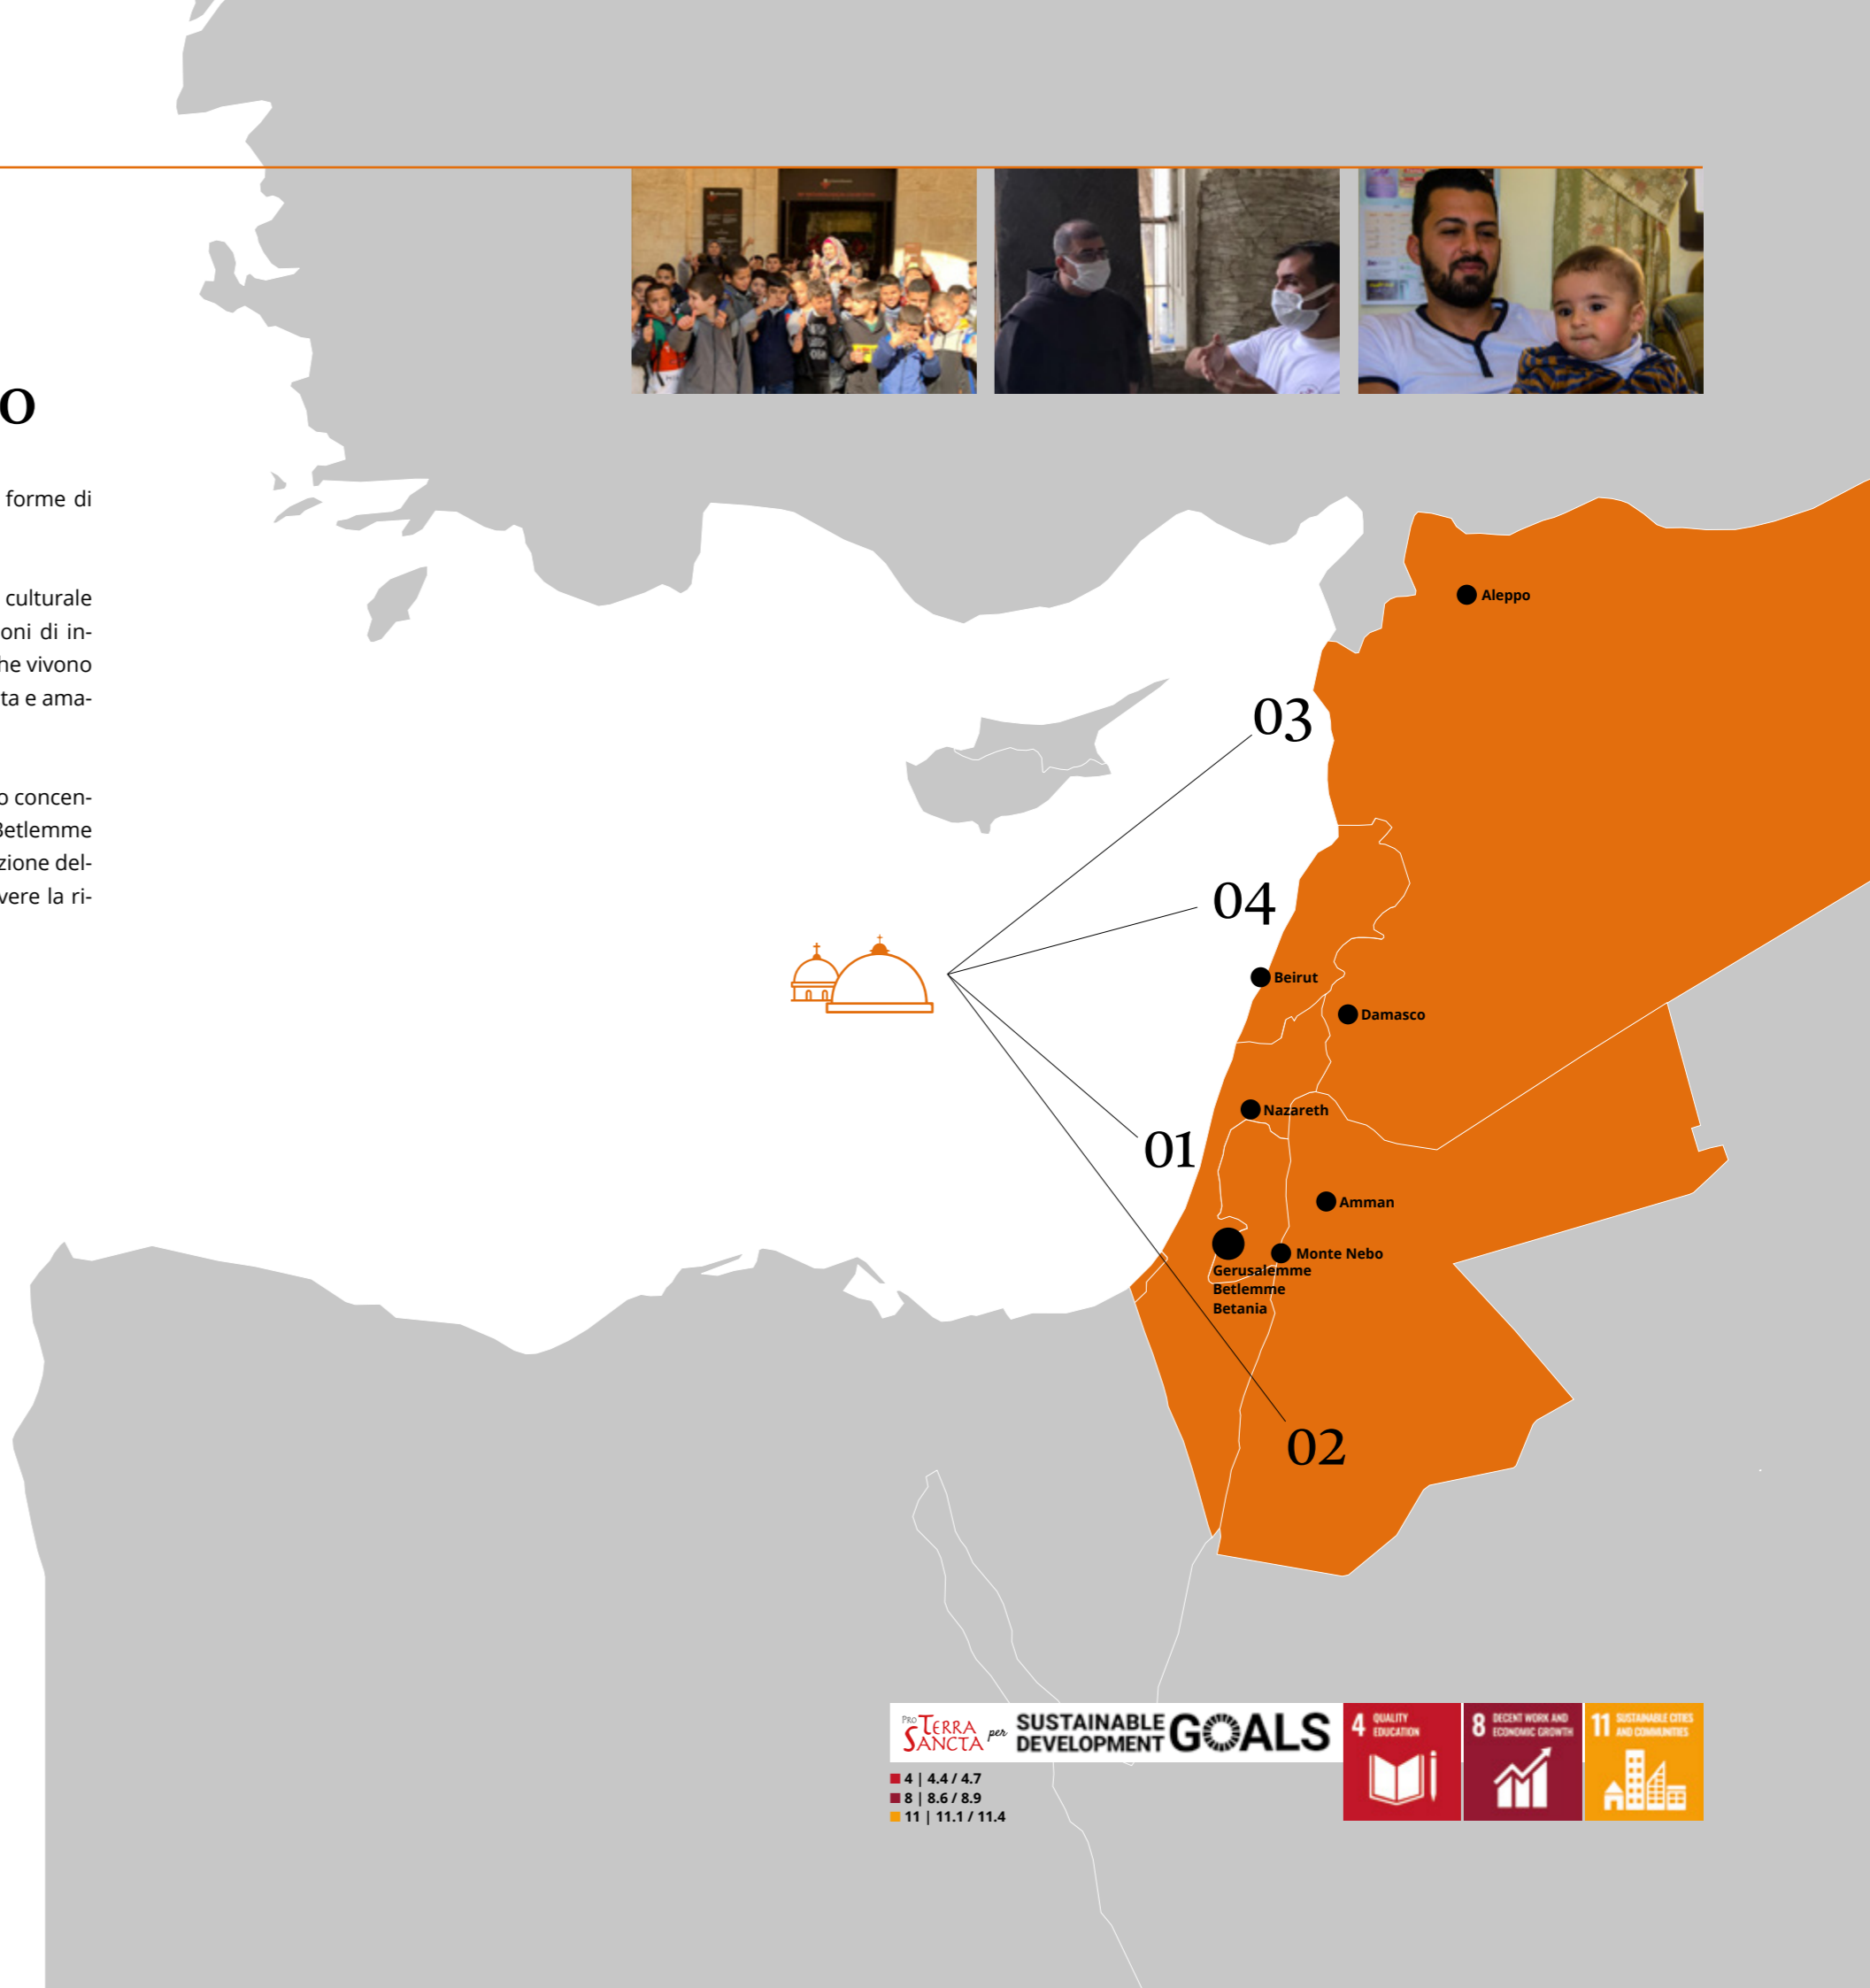 o
forme di
culturale
oni di in-
he vivono
ta e ama-
o concen-
Betlemme
zione del-
vere la ri-
Aleppo
03
04
Beirut
Damasco
Nazareth
01
Amman
Monte Nebo
Gerusalemme
Betlemme
Betania
02
PRO TERRA SANCTA
per
SUSTAINABLE DEVELOPMENT GOALS
4 QUALITY EDUCATION
8 DECENT WORK AND ECONOMIC GROWTH
11 SUSTAINABLE CITIES AND COMMUNITIES
4 | 4.4 / 4.7
8 | 8.6 / 8.9
11 | 11.1 / 11.4